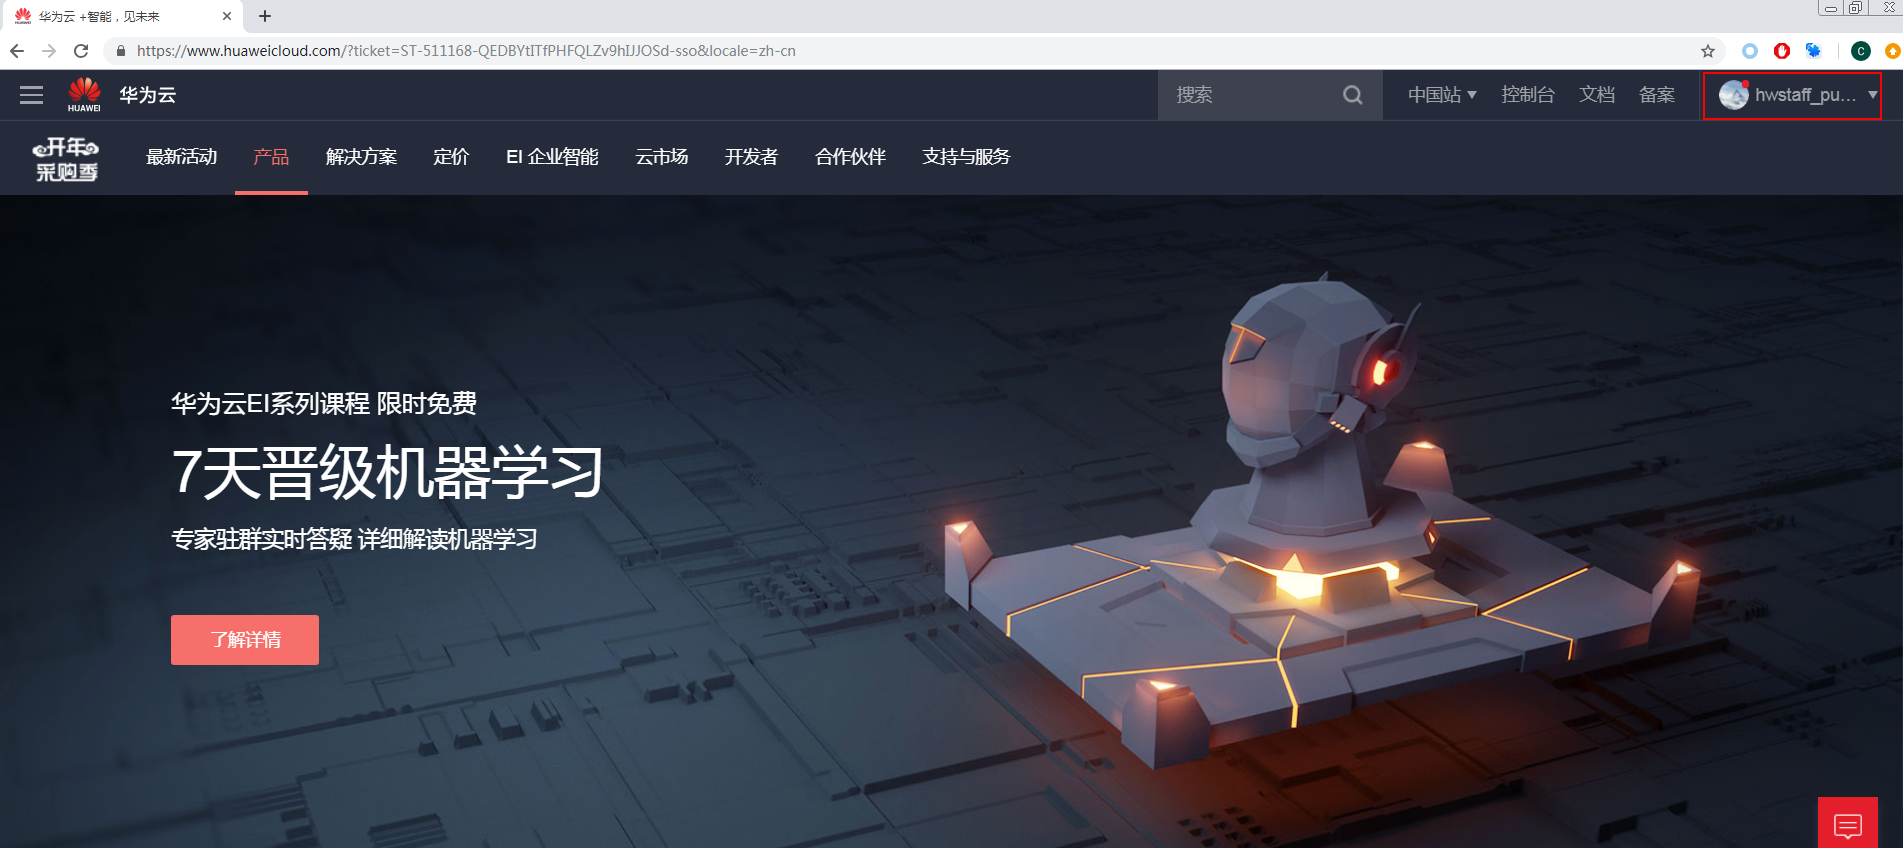 华为云 +智能，见未来
https://www.huaweicloud.com/?ticket=ST-511168-QEDBYtITfPHFQLZv9hIJJOSd-sso&locale=zh-cn
C
HUAWEI
华为云
搜索
中国站
控制台
文档
备案
hwstaff_pu...
开年
采购季
最新活动
产品
解决方案
定价
EI 企业智能
云市场
开发者
合作伙伴
支持与服务
华为云EI系列课程 限时免费
7天晋级机器学习
专家驻群实时答疑 详细解读机器学习
了解详情